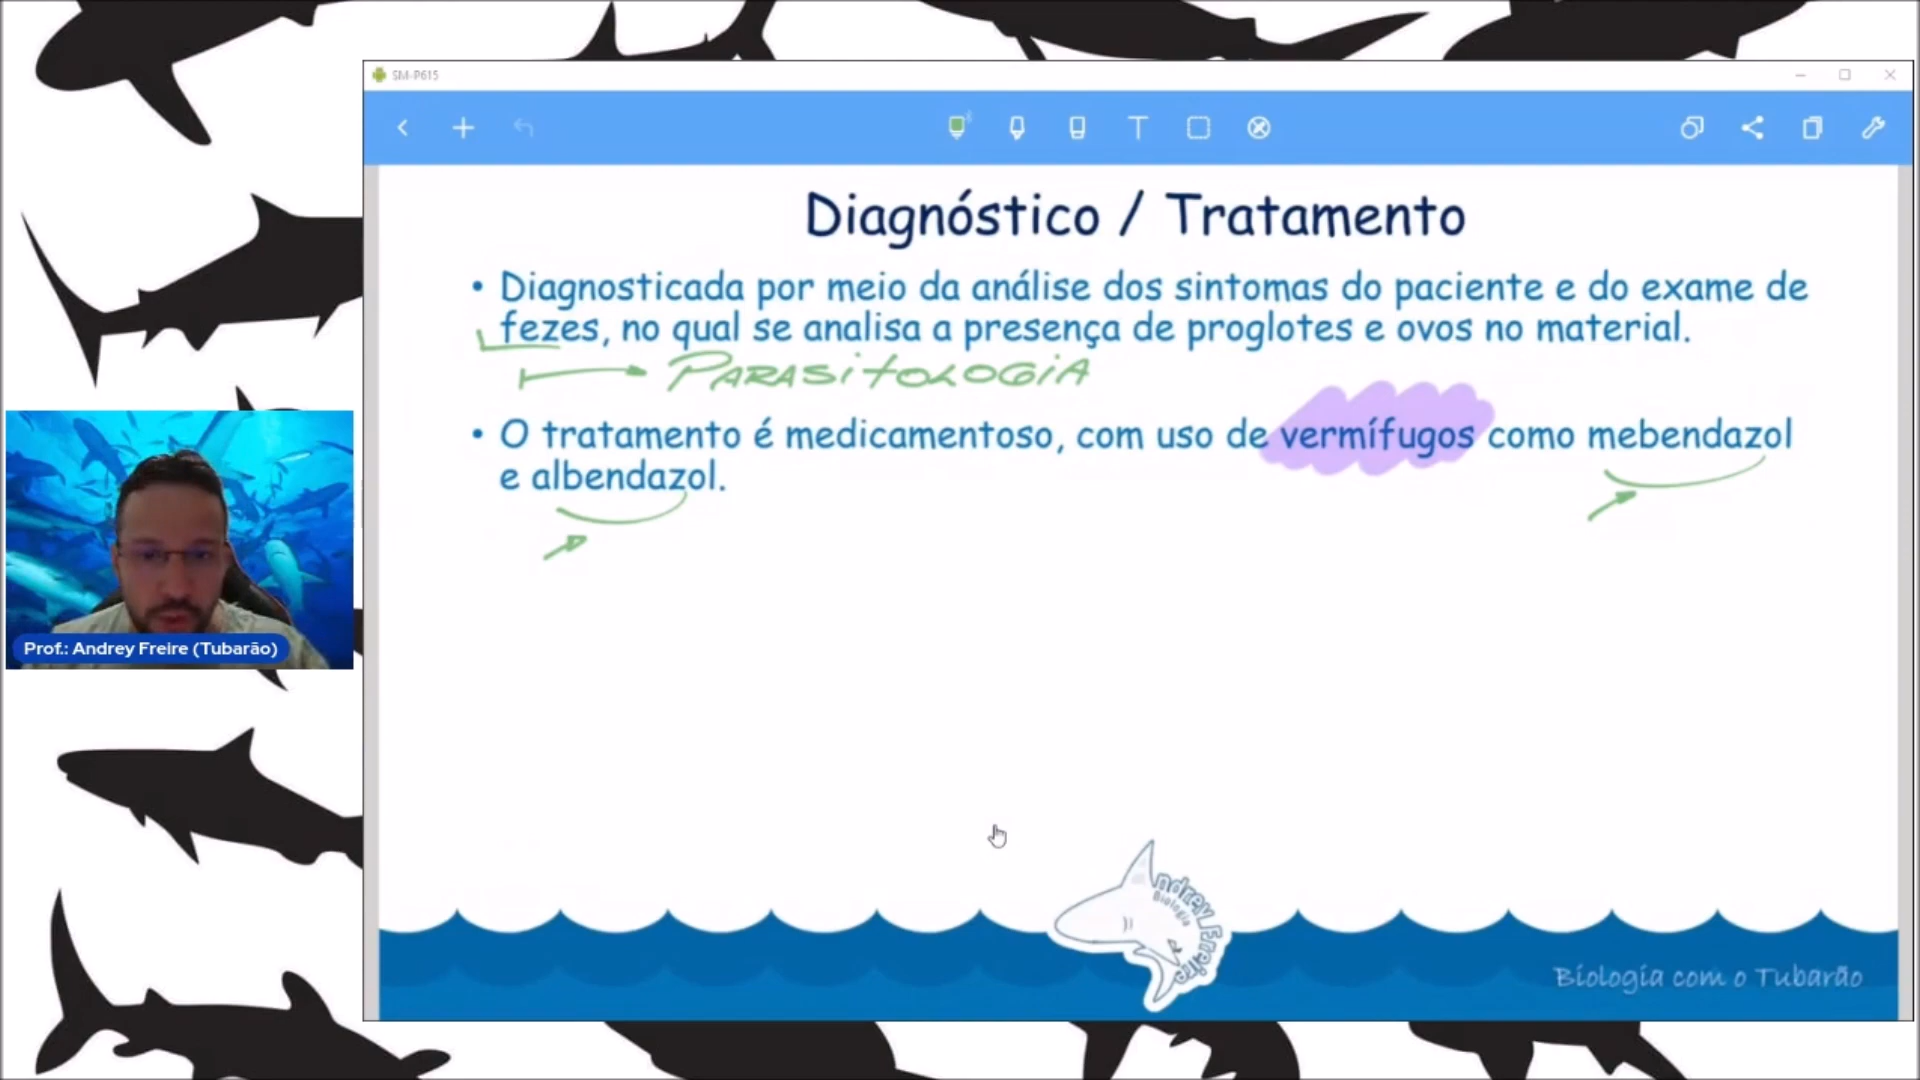 SM-P615
Diagnóstico / Tratamento
• Diagnosticada por meio da análise dos sintomas do paciente e do exame de
fezes, no qual se analisa a presença de proglotes e ovos no material.
PARASITOLOGIA
• O tratamento é medicamentoso, com uso de vermífugos como mebendazol
e albendazol.
Prof.: Andrey Freire (Tubarão)
Andrey Freire
Biologia
Biologia com o Tubarão